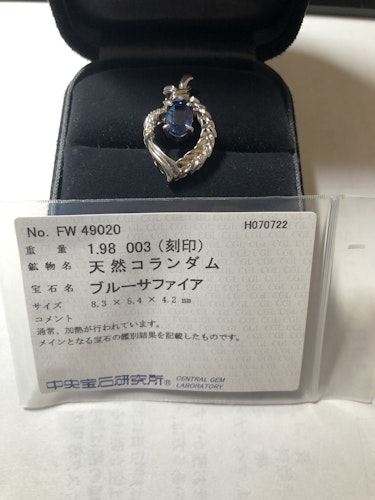 No. FW 49020 H070722
重量 1.98 003 (刻印)
鉱物名 天然コランダム
宝石名 ブルーサファイア
サイズ 8.3 × 6.4 × 4.2 mm
コメント
通常、加熱が行われています。
メインとなる宝石の鑑別結果を記載したものです。
中央宝石研究所® CENTRAL GEM
LABORATORY